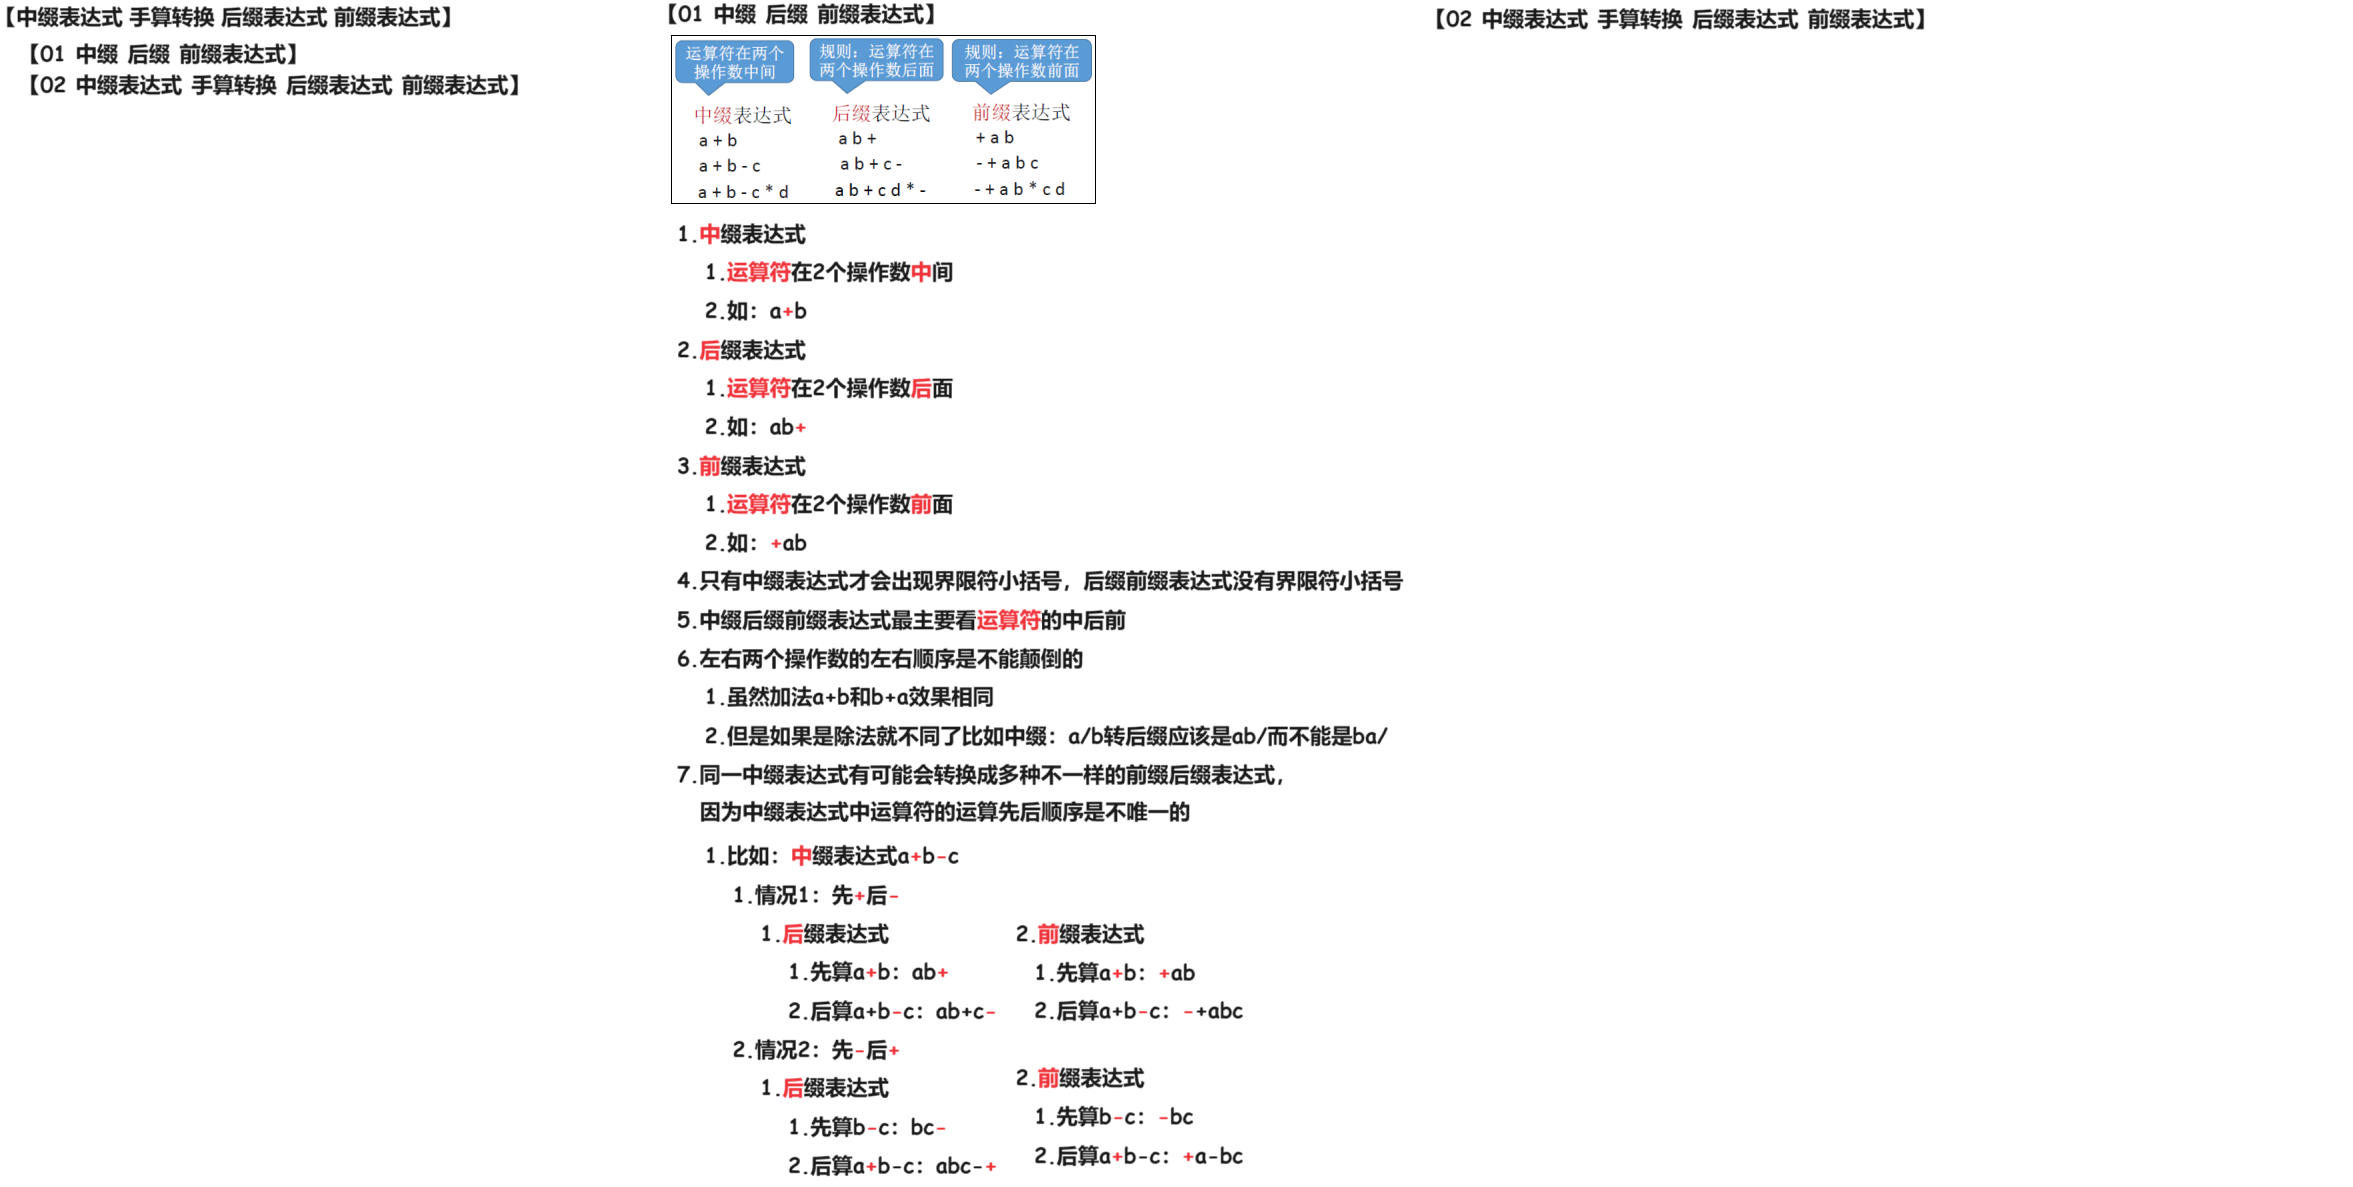 【中缀表达式 手算转换 后缀表达式 前缀表达式】
【01 中缀 后缀 前缀表达式】
【02 中缀表达式 手算转换 后缀表达式 前缀表达式】
【01 中缀 后缀 前缀表达式】
运算符在两个
操作数中间
规则：运算符在
两个操作数后面
规则：运算符在
两个操作数前面
中缀表达式 后缀表达式 前缀表达式
a + b a b + + a b
a + b - c a b + c - - + a b c
a + b - c * d a b + c d * - - + a b * c d
1.中缀表达式
1.运算符在2个操作数中间
2.如：a+b
2.后缀表达式
1.运算符在2个操作数后面
2.如：ab+
3.前缀表达式
1.运算符在2个操作数前面
2.如：+ab
4.只有中缀表达式才会出现界限符小括号，后缀前缀表达式没有界限符小括号
5.中缀后缀前缀表达式最主要看运算符的中后前
6.左右两个操作数的左右顺序是不能颠倒的
1.虽然加法a+b和b+a效果相同
2.但是如果是除法就不同了比如中缀：a/b转后缀应该是ab/而不能是ba/
7.同一中缀表达式有可能会转换成多种不一样的前缀后缀表达式，
因为中缀表达式中运算符的运算先后顺序是不唯一的
1.比如：中缀表达式a+b-c
1.情况1：先+后-
1.后缀表达式
1.先算a+b：ab+
2.后算a+b-c：ab+c-
2.前缀表达式
1.先算a+b：+ab
2.后算a+b-c：-+abc
2.情况2：先-后+
1.后缀表达式
1.先算b-c：bc-
2.后算a+b-c：abc-+
2.前缀表达式
1.先算b-c：-bc
2.后算a+b-c：+a-bc
【02 中缀表达式 手算转换 后缀表达式 前缀表达式】